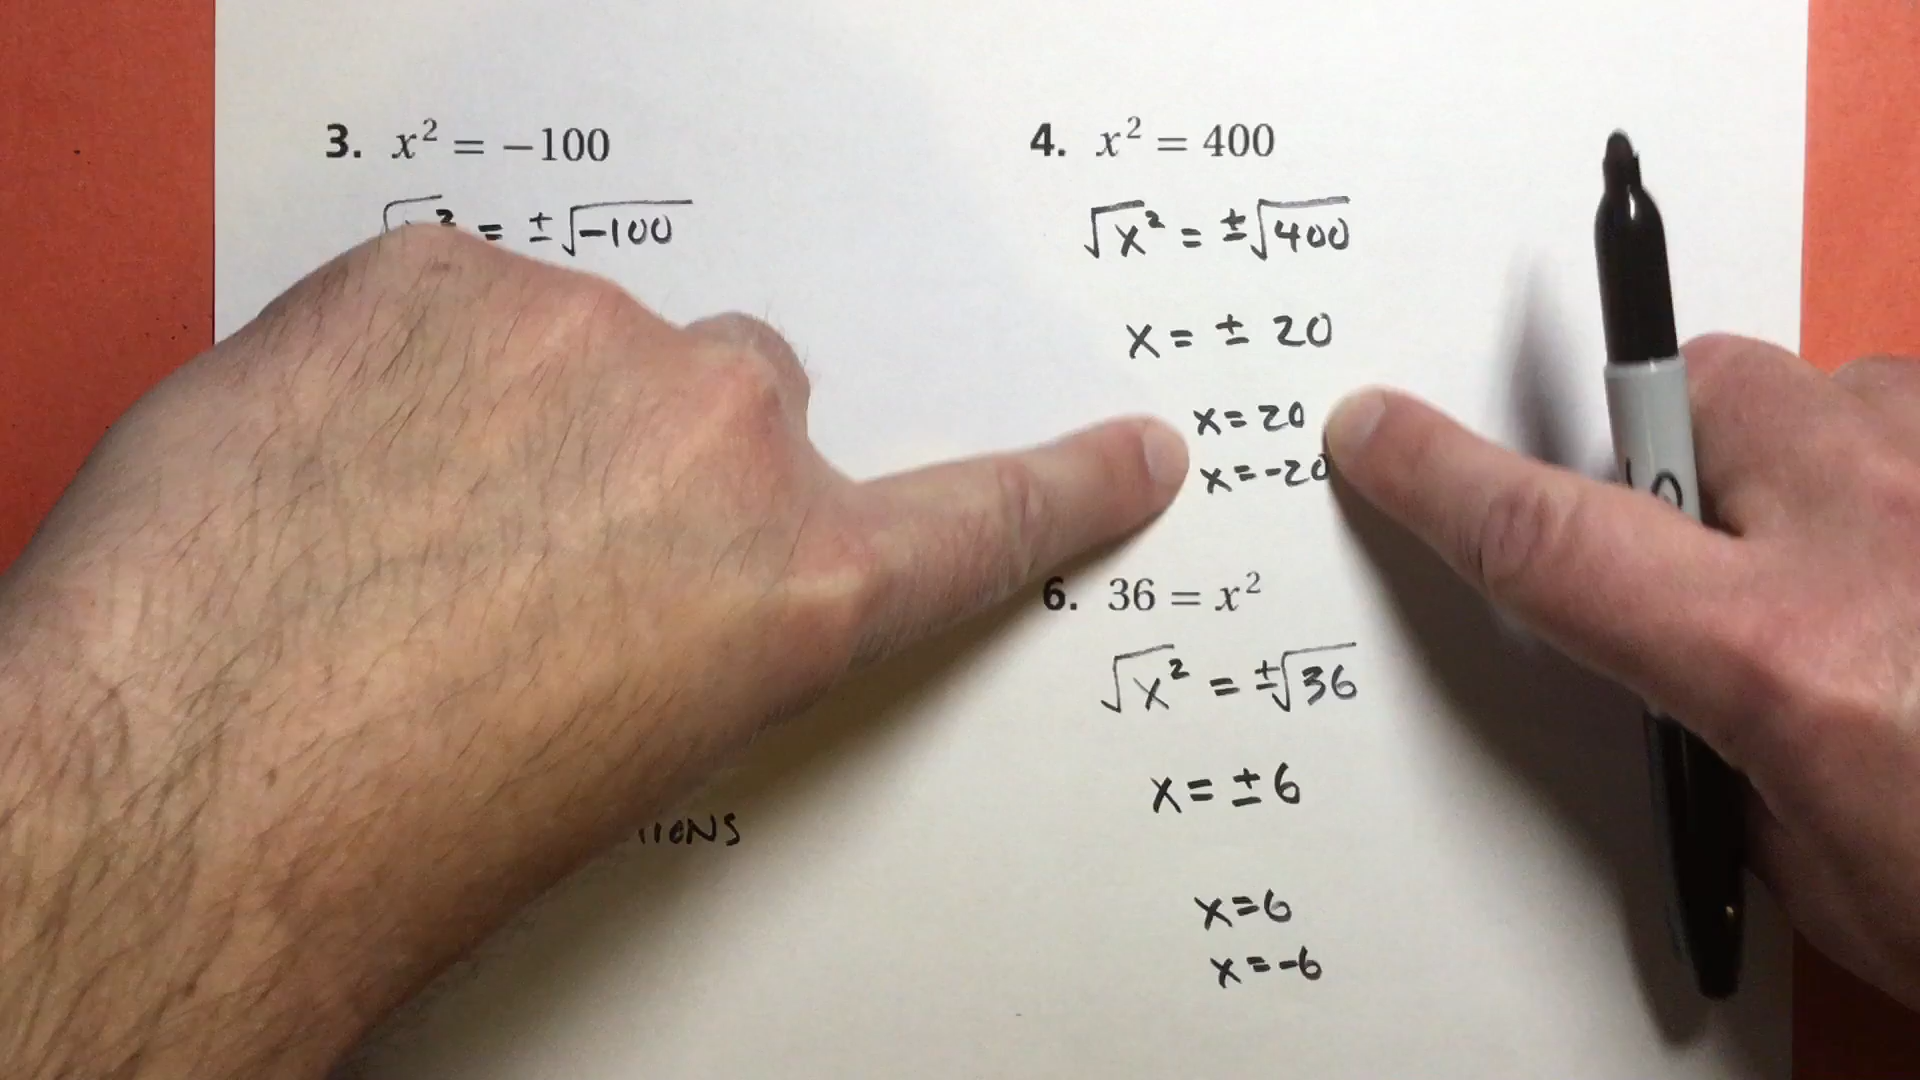 3. x² = −100
= ±√-100
4. x² = 400
√x² = ±√400
x = ± 20
x = 20
x = -20
6. 36 = x²
√x² = ±√36
x = ±6
x = 6
x = -6